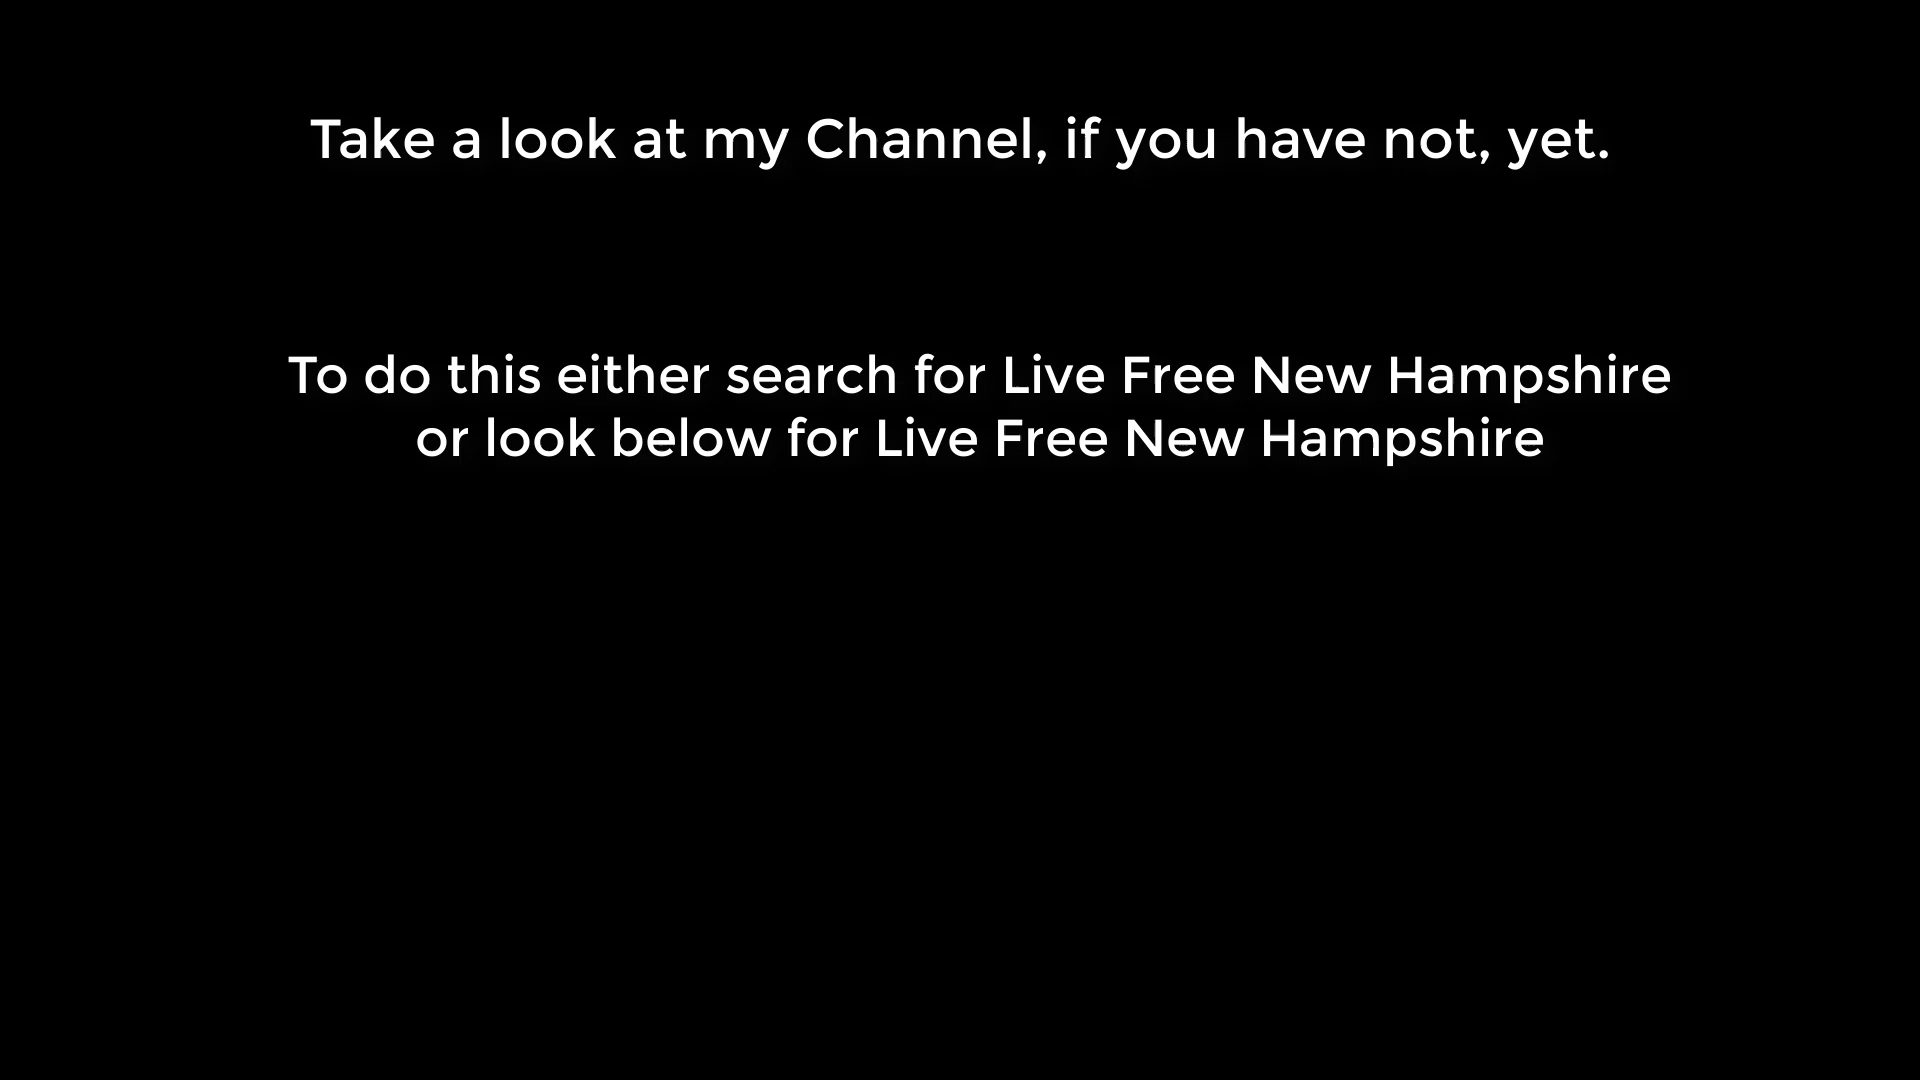 Take a look at my Channel, if you have not, yet.
To do this either search for Live Free New Hampshire
or look below for Live Free New Hampshire